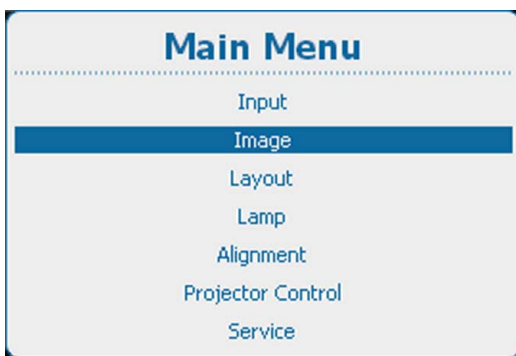 Main Menu
Input
Image
Layout
Lamp
Alignment
Projector Control
Service